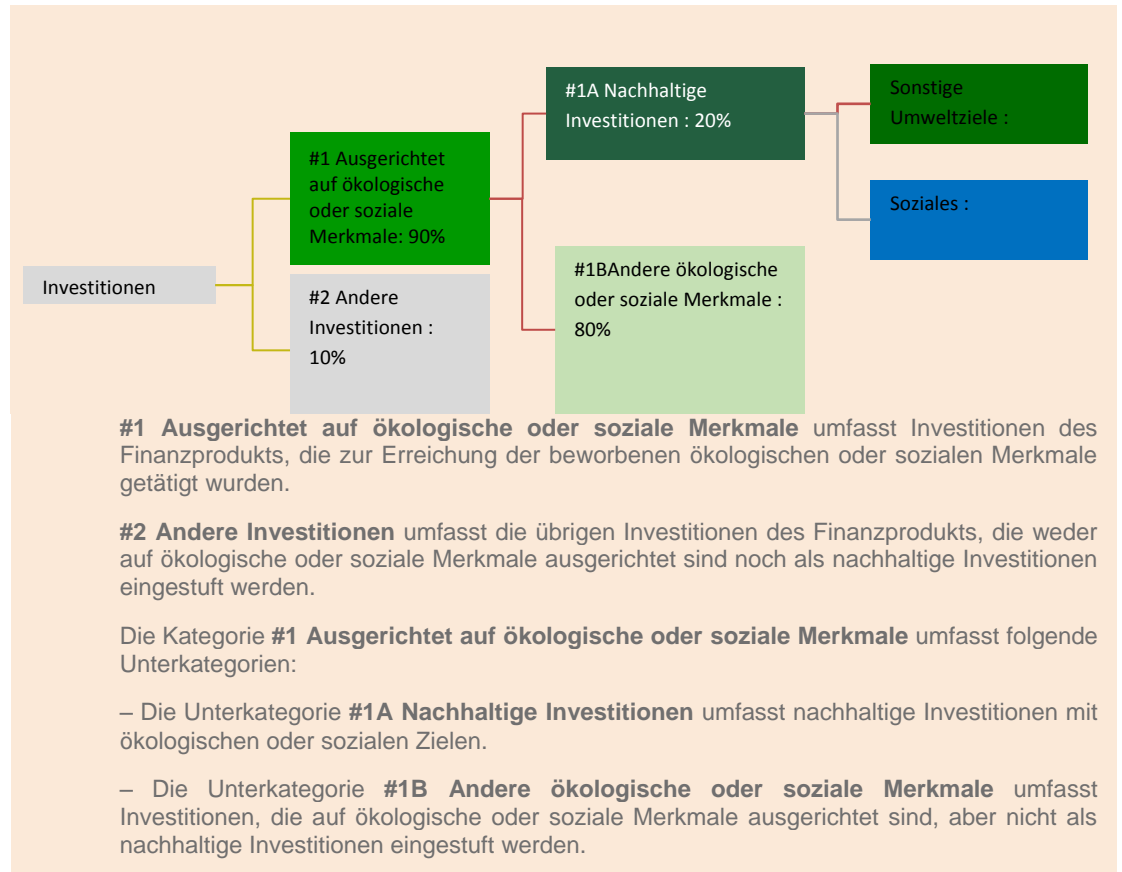 Investitionen
#1 Ausgerichtet
auf ökologische
oder soziale
Merkmale: 90%
#2 Andere
Investitionen :
10%
#1A Nachhaltige
Investitionen : 20%
#1BAndere ökologische
oder soziale Merkmale :
80%
Sonstige
Umweltziele :
Soziales :
#1 Ausgerichtet auf ökologische oder soziale Merkmale umfasst Investitionen des
Finanzprodukts, die zur Erreichung der beworbenen ökologischen oder sozialen Merkmale
getätigt wurden.
#2 Andere Investitionen umfasst die übrigen Investitionen des Finanzprodukts, die weder
auf ökologische oder soziale Merkmale ausgerichtet sind noch als nachhaltige Investitionen
eingestuft werden.
Die Kategorie #1 Ausgerichtet auf ökologische oder soziale Merkmale umfasst folgende
Unterkategorien:
– Die Unterkategorie #1A Nachhaltige Investitionen umfasst nachhaltige Investitionen mit
ökologischen oder sozialen Zielen.
– Die Unterkategorie #1B Andere ökologische oder soziale Merkmale umfasst
Investitionen, die auf ökologische oder soziale Merkmale ausgerichtet sind, aber nicht als
nachhaltige Investitionen eingestuft werden.